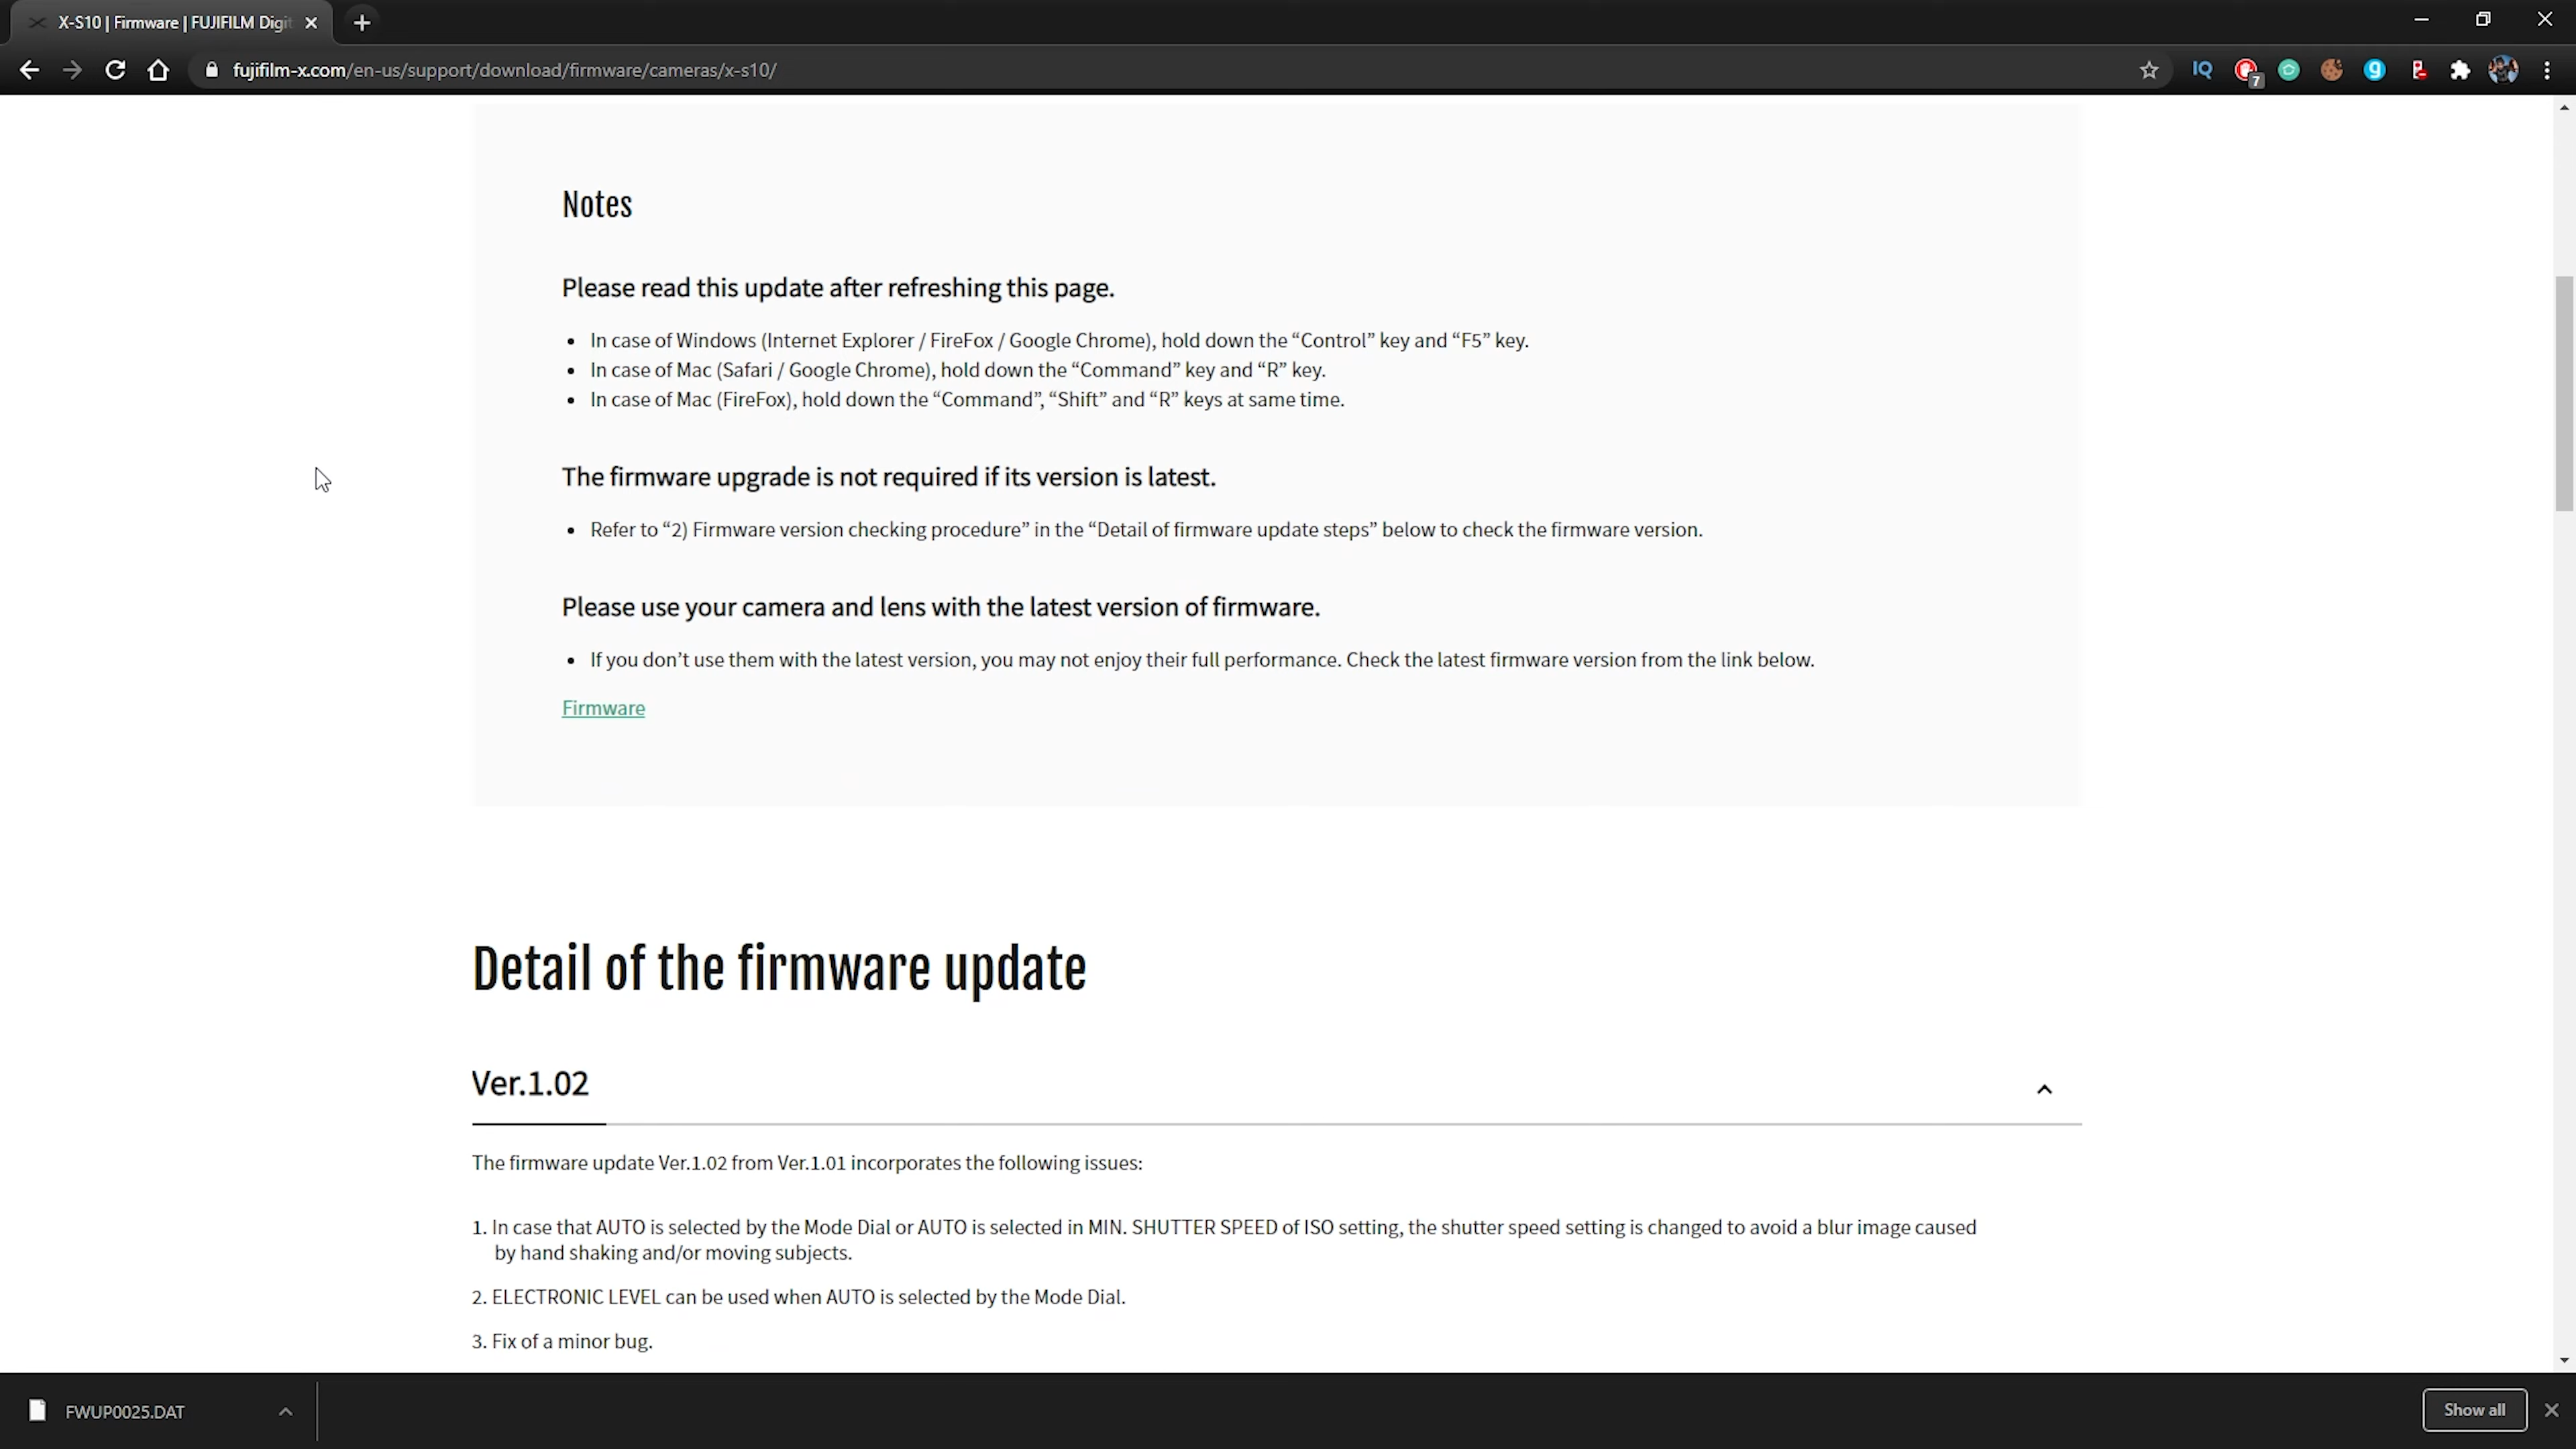 X-S10 | Firmware | FUJIFILM Digit
fujifilm-x.com/en-us/support/download/firmware/cameras/x-s10/
IQ
7
g
Notes
Please read this update after refreshing this page.
• In case of Windows (Internet Explorer / FireFox / Google Chrome), hold down the “Control” key and “F5” key.
• In case of Mac (Safari / Google Chrome), hold down the “Command” key and “R” key.
• In case of Mac (FireFox), hold down the “Command”, “Shift” and “R” keys at same time.
The firmware upgrade is not required if its version is latest.
• Refer to “2) Firmware version checking procedure” in the “Detail of firmware update steps” below to check the firmware version.
Please use your camera and lens with the latest version of firmware.
• If you don’t use them with the latest version, you may not enjoy their full performance. Check the latest firmware version from the link below.
Firmware
Detail of the firmware update
Ver.1.02
The firmware update Ver.1.02 from Ver.1.01 incorporates the following issues:
1. In case that AUTO is selected by the Mode Dial or AUTO is selected in MIN. SHUTTER SPEED of ISO setting, the shutter speed setting is changed to avoid a blur image caused
by hand shaking and/or moving subjects.
2. ELECTRONIC LEVEL can be used when AUTO is selected by the Mode Dial.
3. Fix of a minor bug.
FWUP0025.DAT
Show all